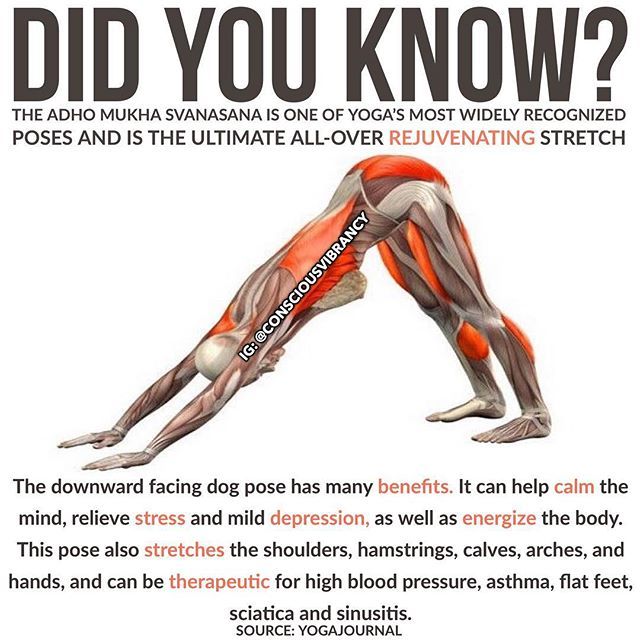 DID YOU KNOW?
THE ADHO MUKHA SVANASANA IS ONE OF YOGA'S MOST WIDELY RECOGNIZED
POSES AND IS THE ULTIMATE ALL-OVER REJUVENATING STRETCH
IG: @CONSCIOUSVIBRANCY
The downward facing dog pose has many benefits. It can help calm the
mind, relieve stress and mild depression, as well as energize the body.
This pose also stretches the shoulders, hamstrings, calves, arches, and
hands, and can be therapeutic for high blood pressure, asthma, flat feet,
sciatica and sinusitis.
SOURCE: YOGAJOURNAL